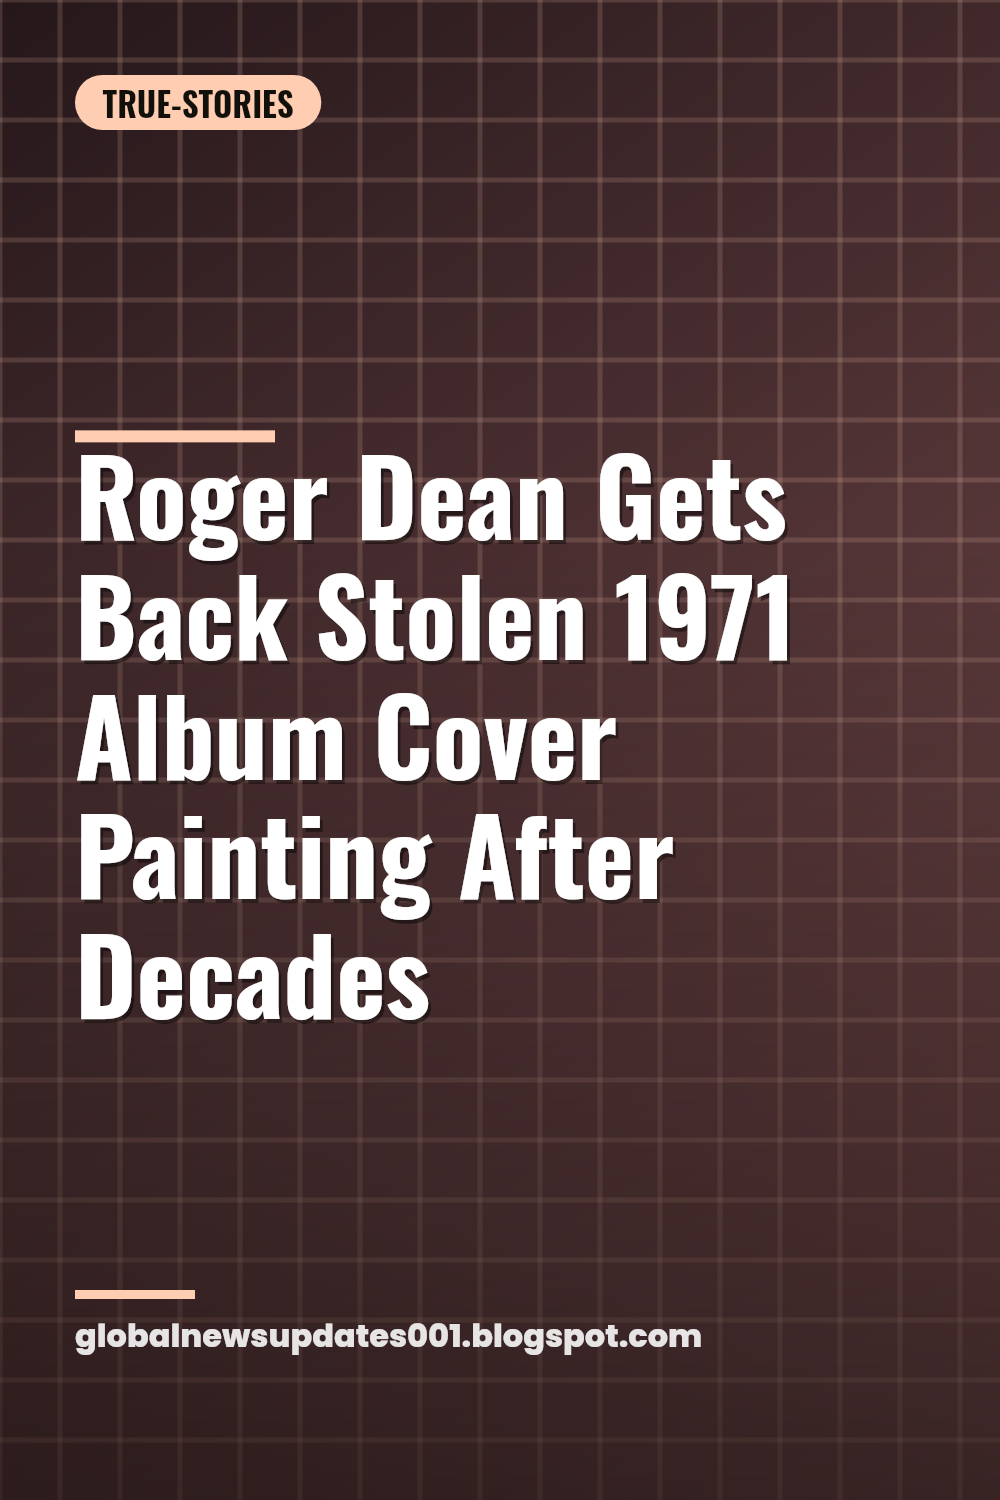 TRUE-STORIES
Roger Dean Gets
Back Stolen 1971
Album Cover
Painting After
Decades
globalnewsupdates001.blogspot.com